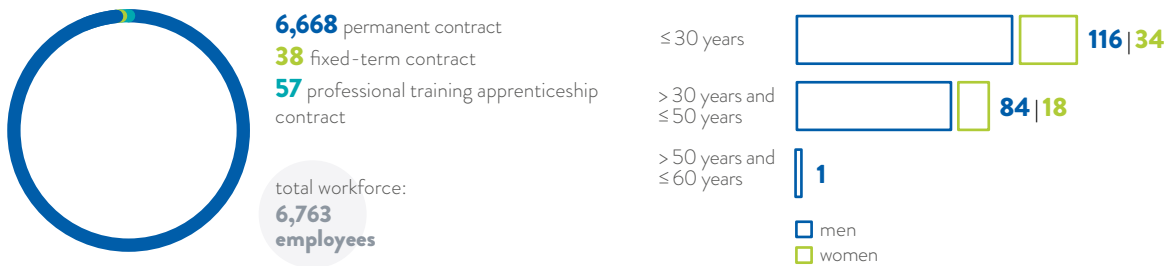 6,668 permanent contract
38 fixed-term contract
57 professional training apprenticeship
contract
total workforce:
6,763
employees
≤ 30 years
116 | 34
> 30 years and
≤ 50 years
84 | 18
> 50 years and
≤ 60 years
1
men
women